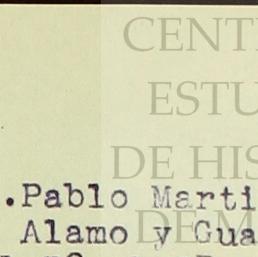 CENT
ESTU
DE HIS
.Pablo Marti
Alamo y Gua
DE M